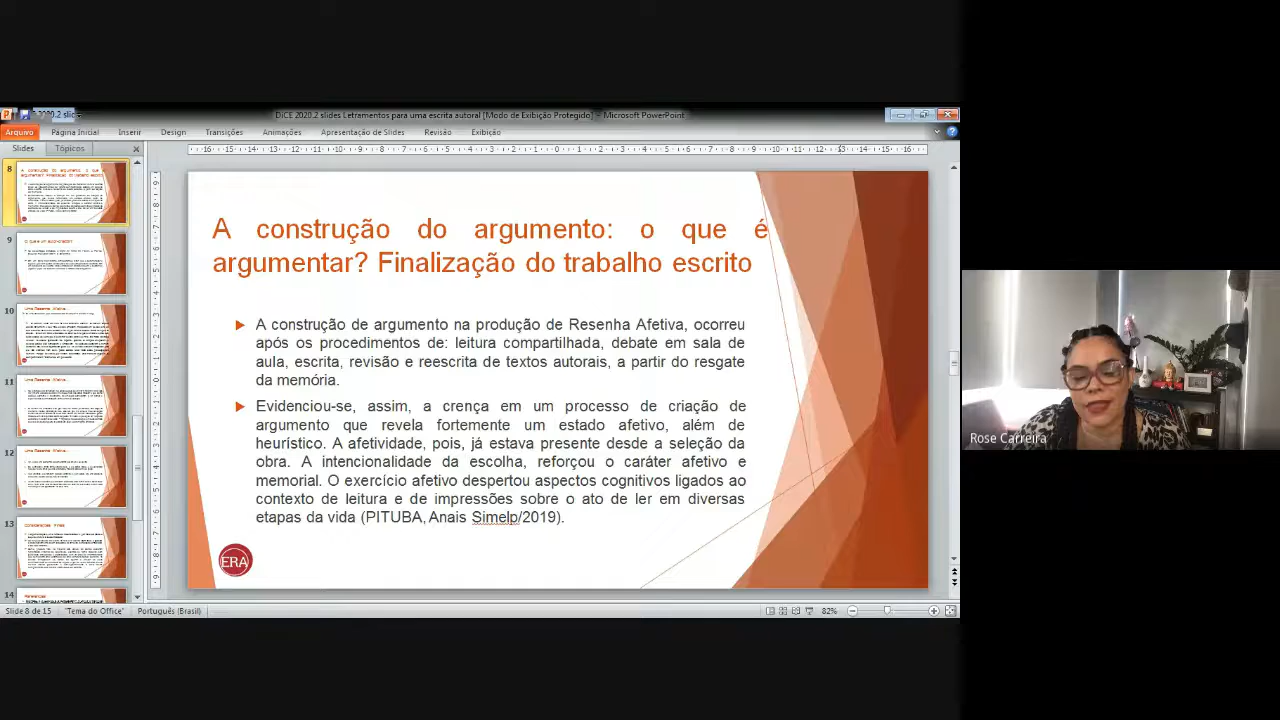 DiCE 2020.2 slides Letramentos para uma escrita autoral [Modo de Exibição Protegido] - Microsoft PowerPoint
Arquivo Página Inicial Inserir Design Transições Animações Apresentação de Slides Revisão Exibição
Slides Tópicos
A construção do argumento: o que é
argumentar? Finalização do trabalho escrito
A construção de argumento na produção de Resenha Afetiva, ocorreu
após os procedimentos de: leitura compartilhada, debate em sala de
aula, escrita, revisão e reescrita de textos autorais, a partir do resgate
da memória.
Evidenciou-se, assim, a crença em um processo de criação de
argumento que revela fortemente um estado afetivo, além de
heurístico. A afetividade, pois, já estava presente desde a seleção da
obra. A intencionalidade da escolha, reforçou o caráter afetivo e
memorial. O exercício afetivo despertou aspectos cognitivos ligados ao
contexto de leitura e de impressões sobre o ato de ler em diversas
etapas da vida (PITUBA, Anais Simelp/2019).
ERA
8
9
10
11
12
13
14
Slide 8 de 15 "Tema do Office" Português (Brasil) 82%
Rose Carreira